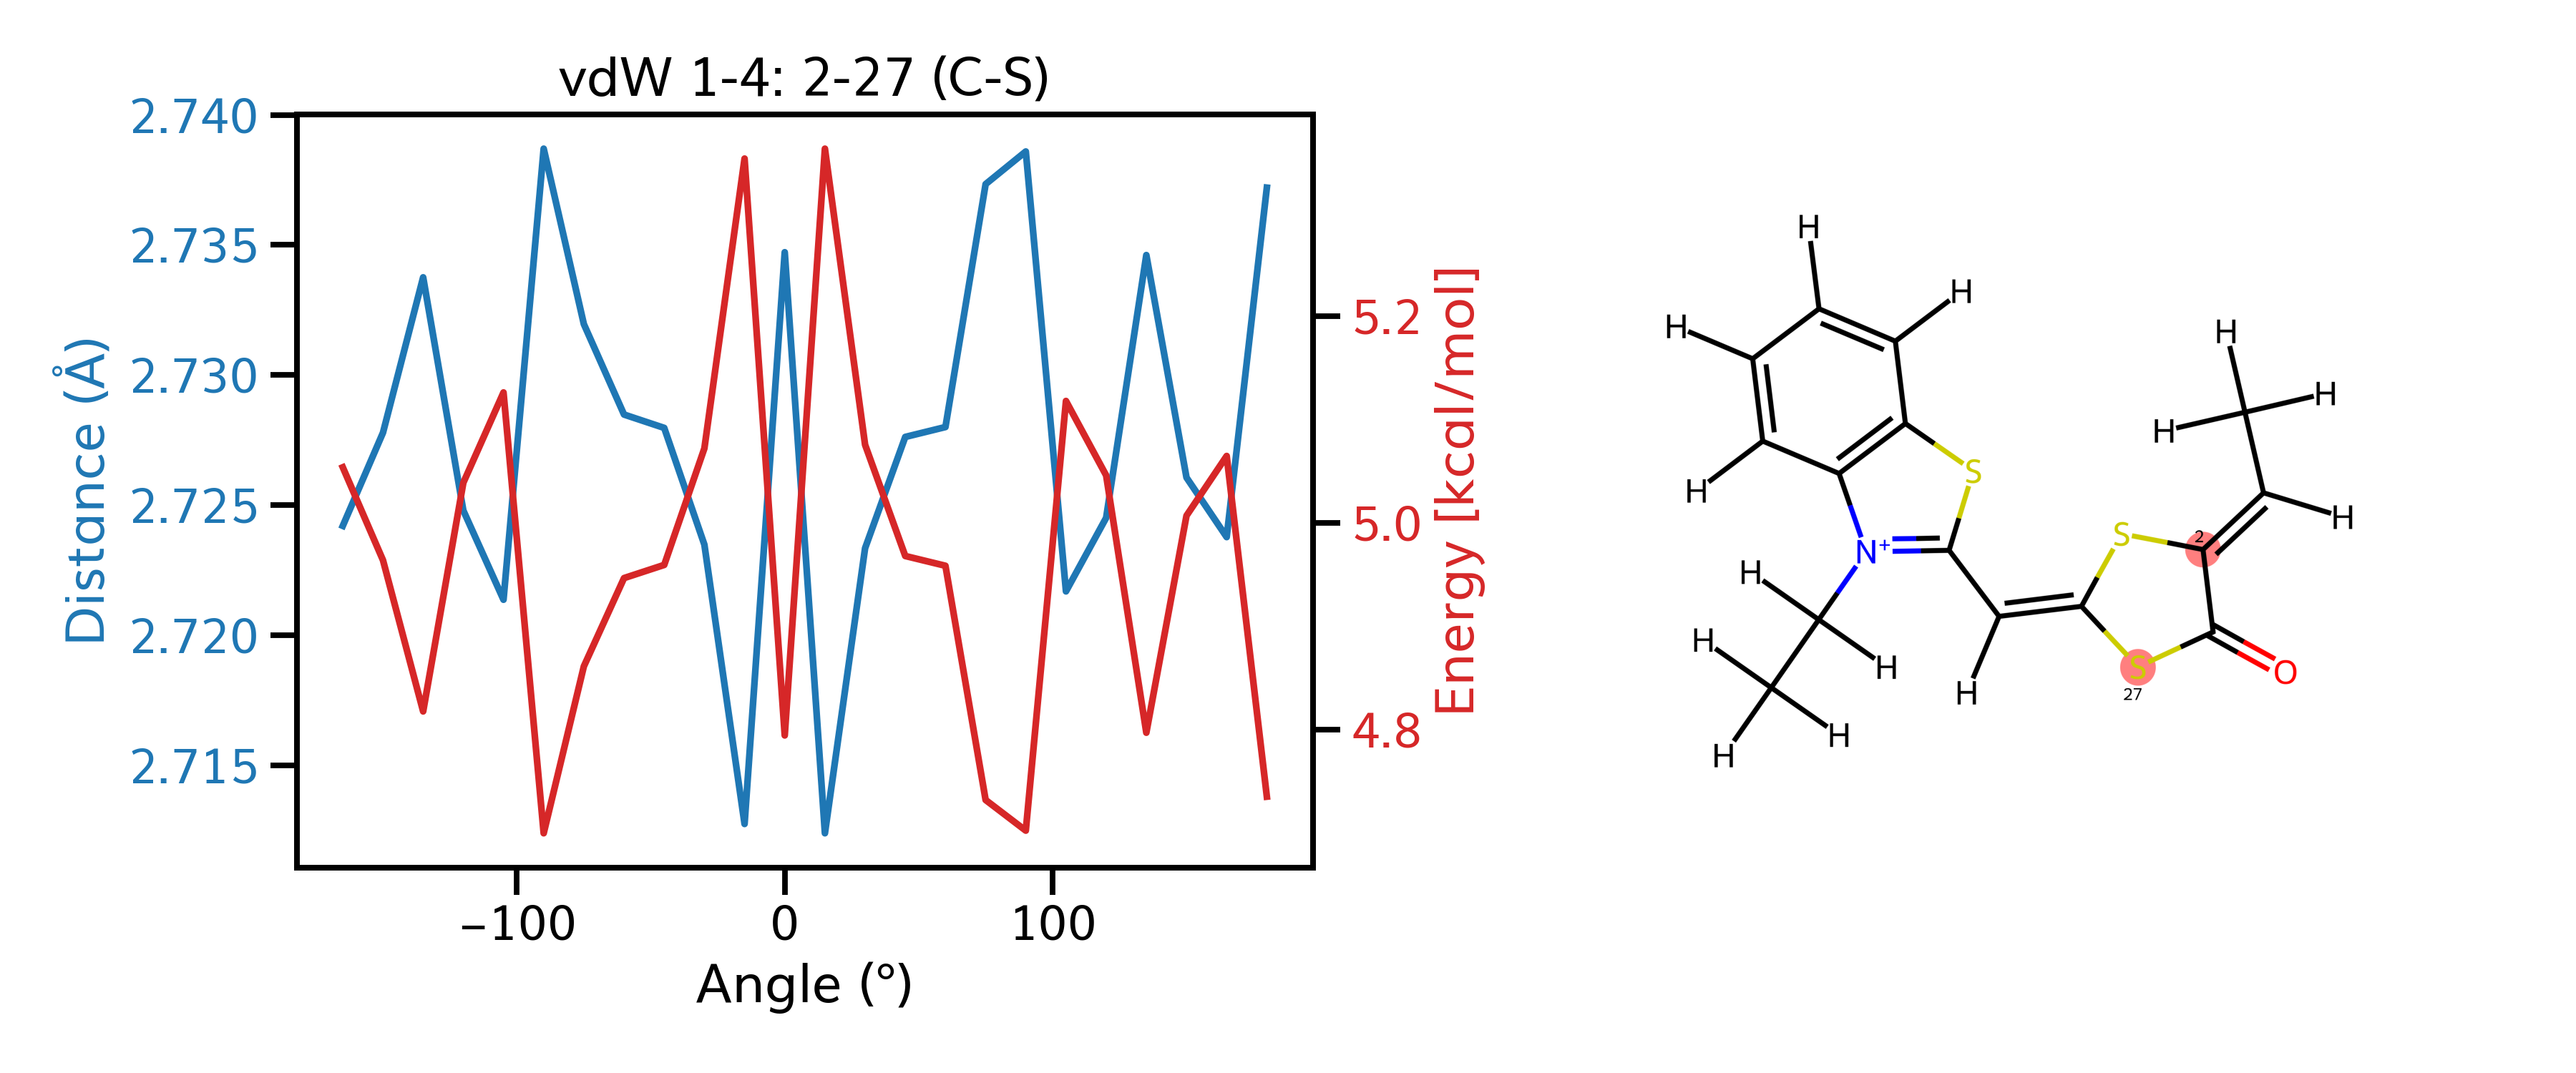 vdW 1-4: 2-27 (C-S)
2.740
2.735
2.730
2.725
2.720
2.715
Distance (Å)
5.2
5.0
4.8
Energy [kcal/mol]
−100
0
100
Angle (°)
H
H
H
H
S
N+
H
H
H
H
H
H
S
2
S
27
O
H
H
H
H